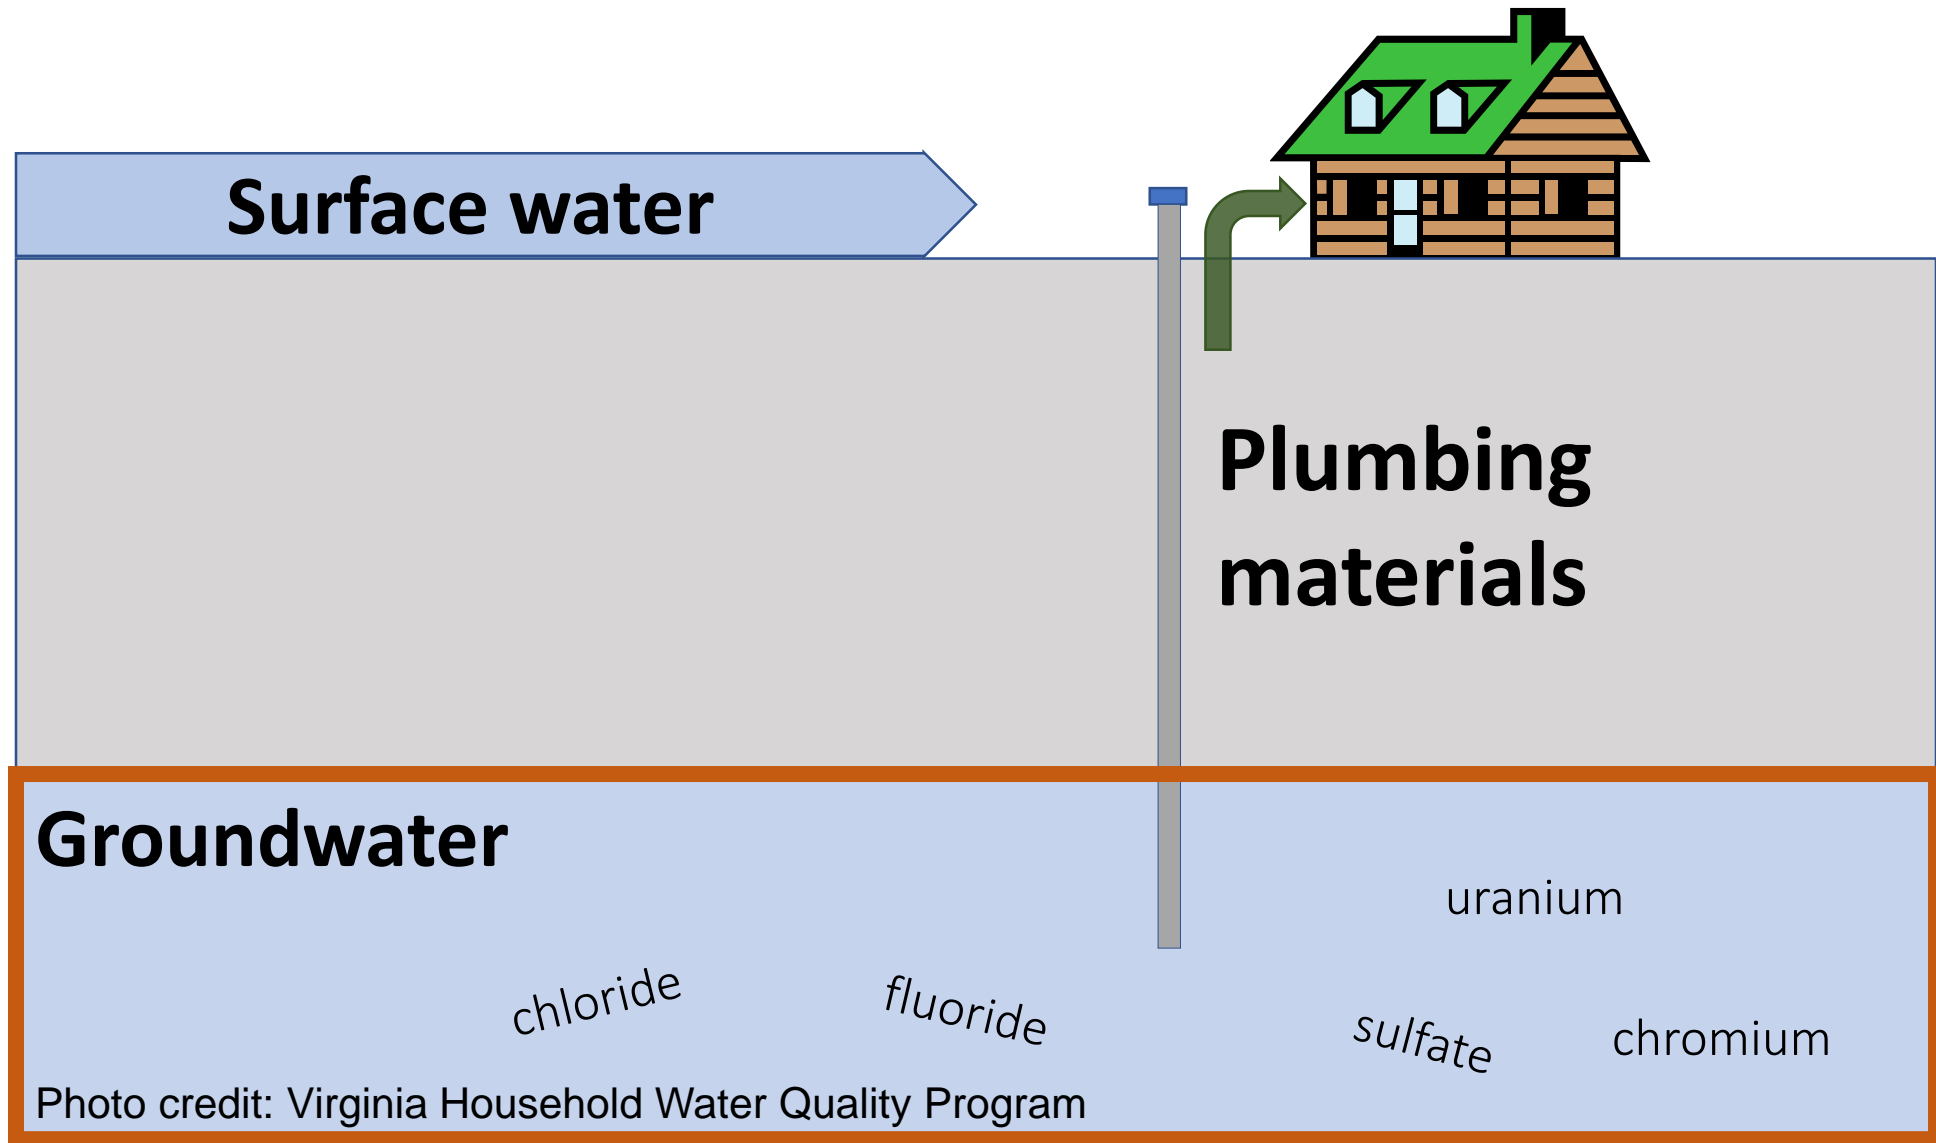 Surface water
Plumbing
materials
Groundwater
uranium
chloride
fluoride
sulfate
chromium
Photo credit: Virginia Household Water Quality Program